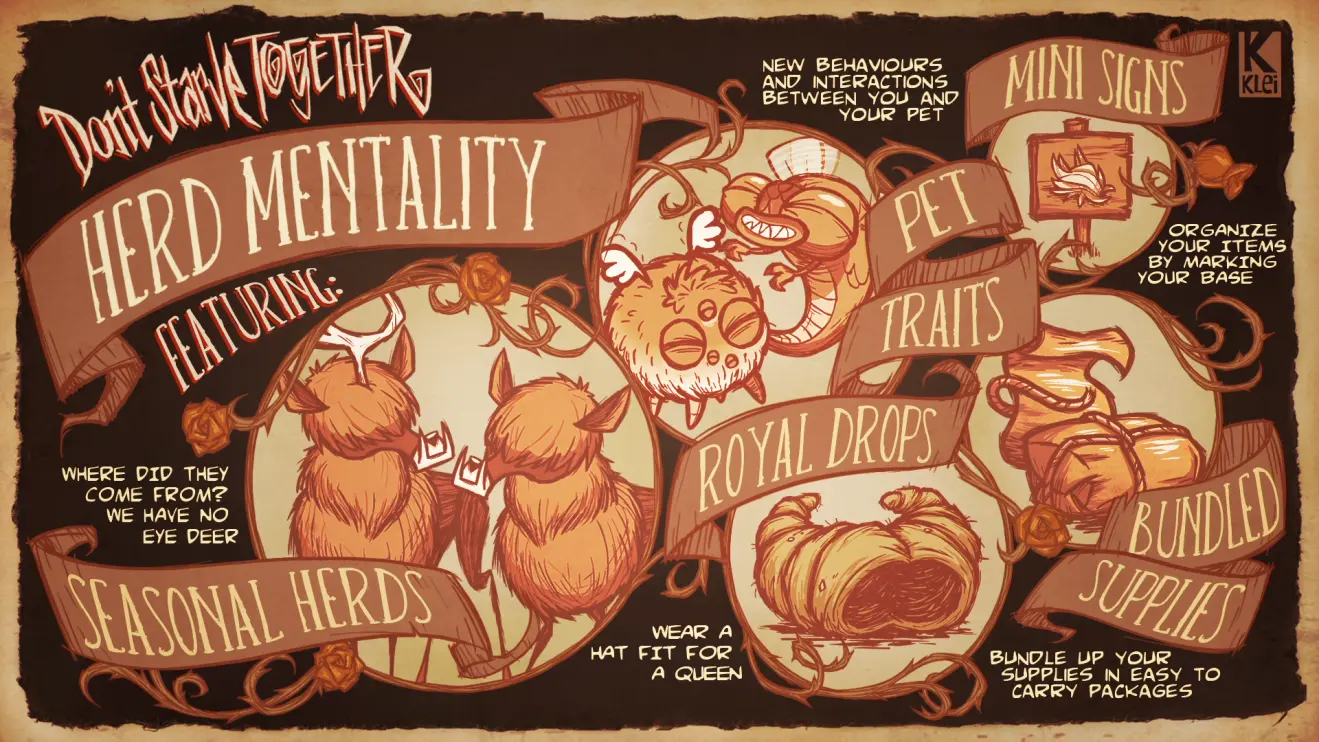 Don't Starve TOGETHER
HERD MENTALITY
FEATURING:
WHERE DID THEY
COME FROM?
WE HAVE NO
EYE DEER
SEASONAL HERDS
NEW BEHAVIOURS
AND INTERACTIONS
BETWEEN YOU AND
YOUR PET
PET
TRAITS
MINI SIGNS
KLei
ORGANIZE
YOUR ITEMS
BY MARKING
YOUR BASE
ROYAL DROPS
WEAR A
HAT FIT FOR
A QUEEN
BUNDLED
SUPPLIES
BUNDLE UP YOUR
SUPPLIES IN EASY TO
CARRY PACKAGES